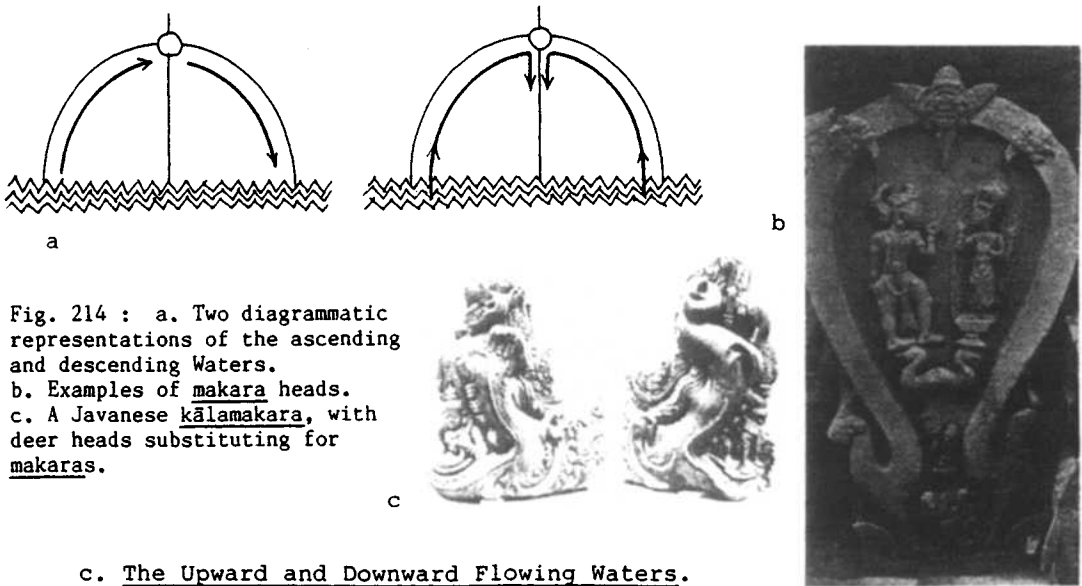 a
b
Fig. 214 : a. Two diagrammatic
representations of the ascending
and descending Waters.
b. Examples of makara heads.
c. A Javanese kālamakara, with
deer heads substituting for
makaras.
c
c. The Upward and Downward Flowing Waters.